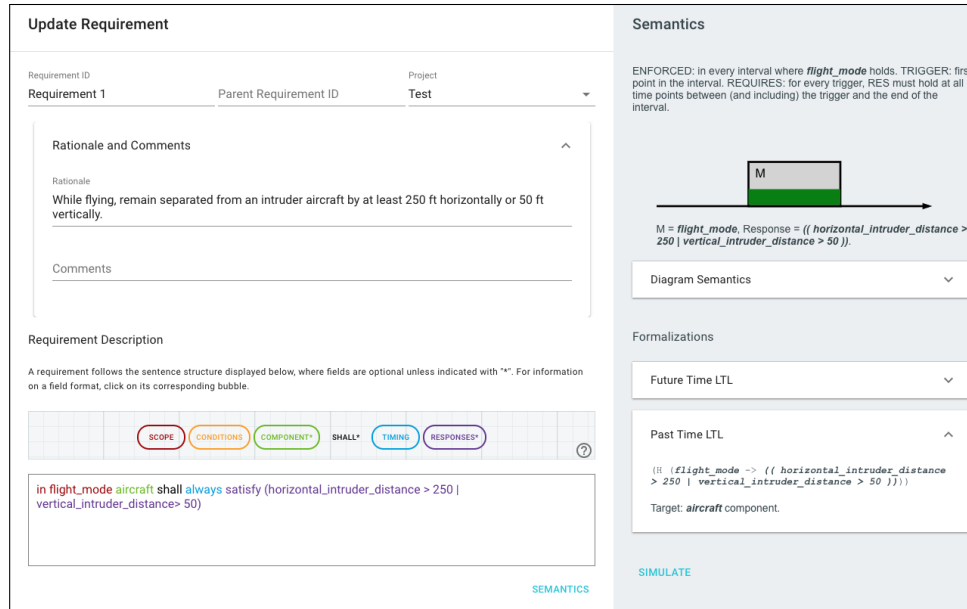 Update Requirement
Requirement ID
Requirement 1
Parent Requirement ID
Project
Test
Rationale and Comments
Rationale
While flying, remain separated from an intruder aircraft by at least 250 ft horizontally or 50 ft
vertically.
Comments
Requirement Description
A requirement follows the sentence structure displayed below, where fields are optional unless indicated with "*". For information
on a field format, click on its corresponding bubble.
SCOPE CONDITIONS COMPONENT* SHALL* TIMING RESPONSES*
?
in flight_mode aircraft shall always satisfy (horizontal_intruder_distance > 250 |
vertical_intruder_distance> 50)
SEMANTICS
Semantics
ENFORCED: in every interval where flight_mode holds. TRIGGER: firs
point in the interval. REQUIRES: for every trigger, RES must hold at all
time points between (and including) the trigger and the end of the
interval.
M
M = flight_mode, Response = (( horizontal_intruder_distance >
250 | vertical_intruder_distance > 50 )).
Diagram Semantics
Formalizations
Future Time LTL
Past Time LTL
(H (flight_mode -> (( horizontal_intruder_distance
> 250 | vertical_intruder_distance > 50 ))))
Target: aircraft component.
SIMULATE